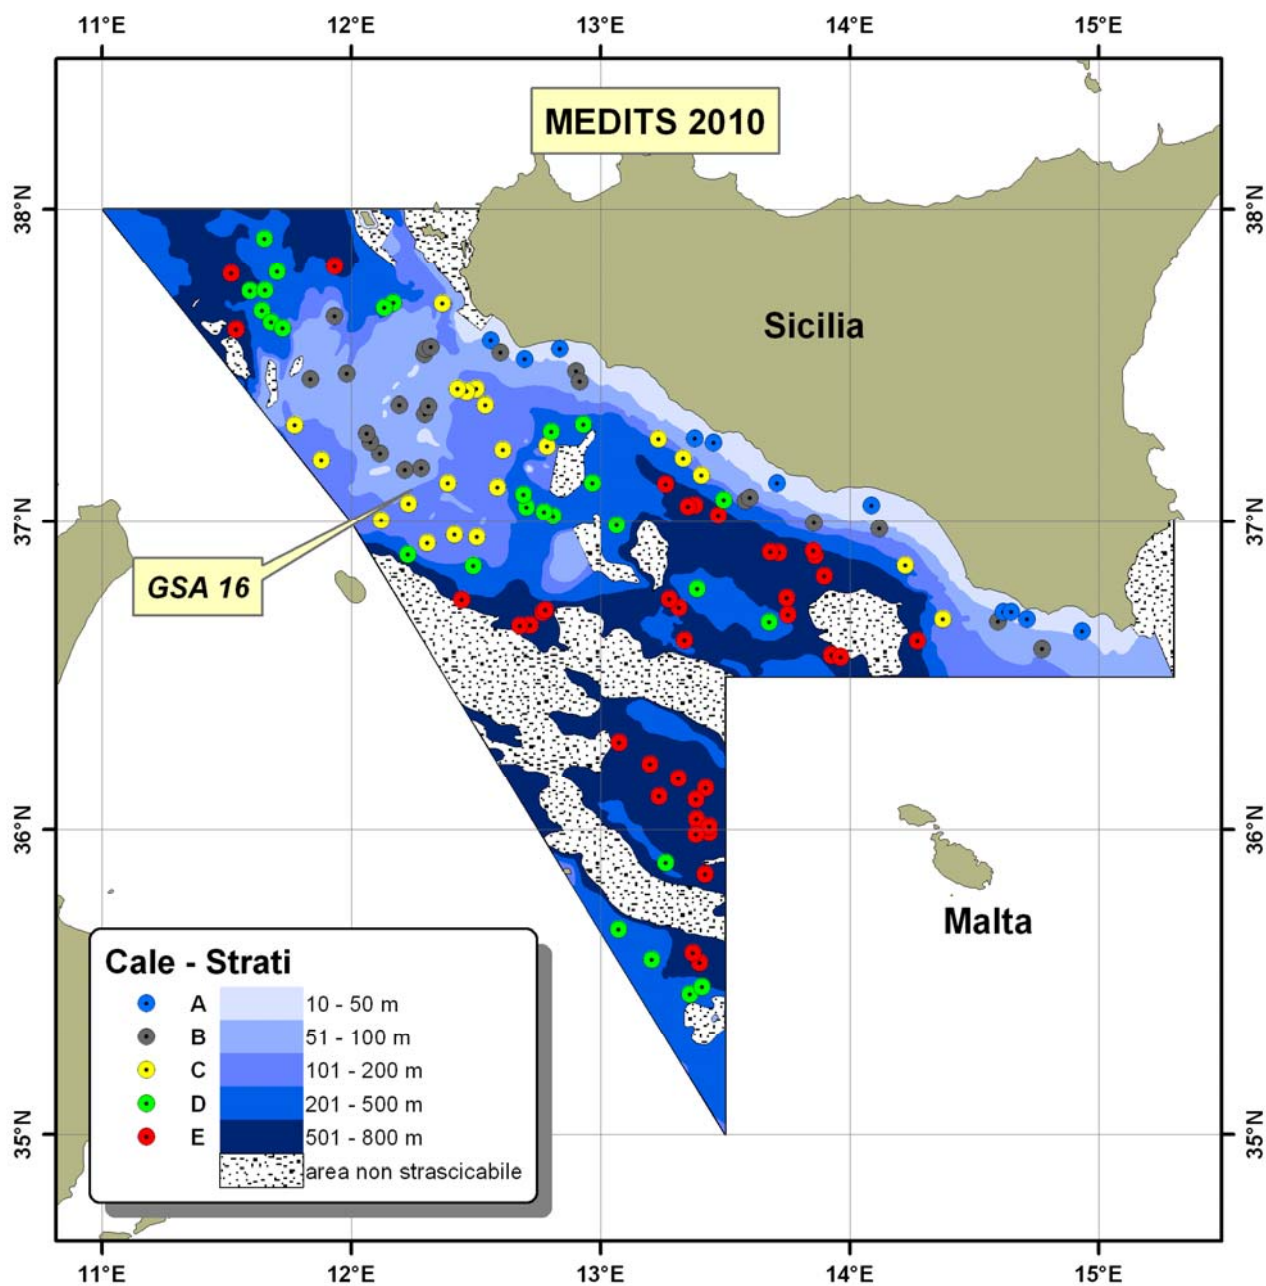 11°E 12°E 13°E 14°E 15°E
MEDITS 2010
38°N 38°N
Sicilia
37°N 37°N
GSA 16
36°N 36°N
Malta
Cale - Strati
A 10 - 50 m
B 51 - 100 m
C 101 - 200 m
D 201 - 500 m
E 501 - 800 m
area non strascicabile
35°N 35°N
11°E 12°E 13°E 14°E 15°E